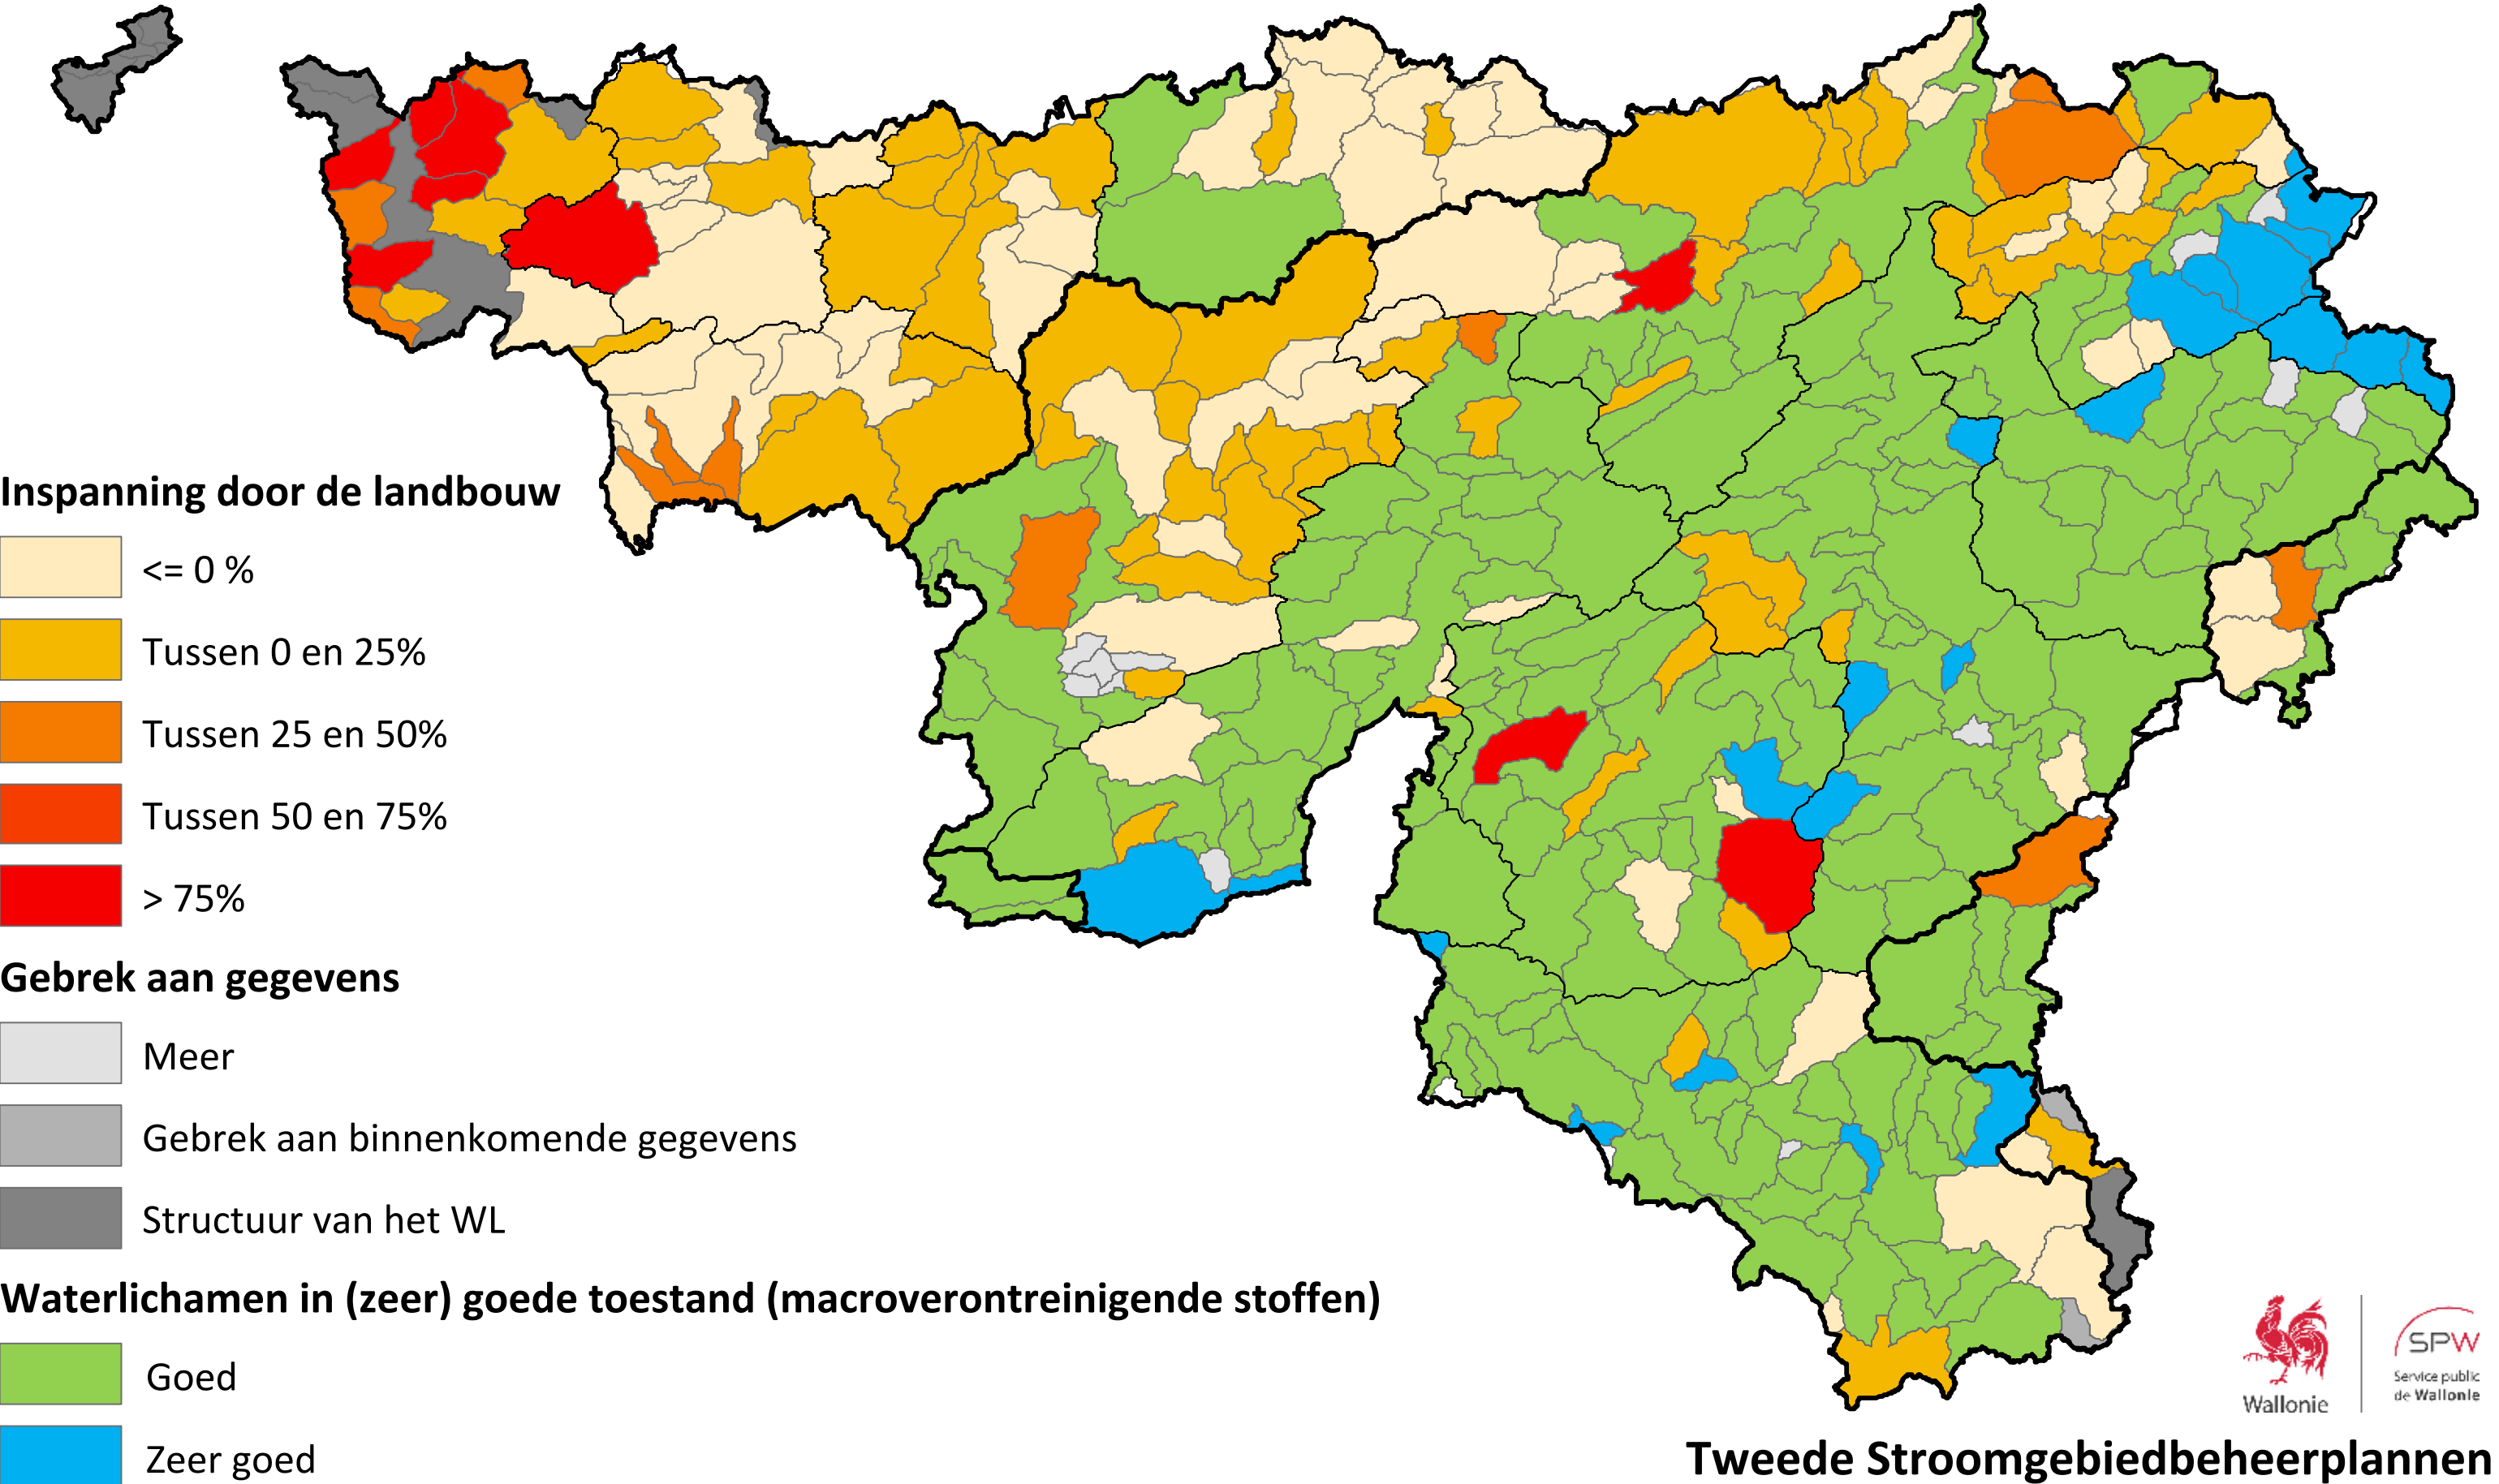 Inspanning door de landbouw
<= 0 %
Tussen 0 en 25%
Tussen 25 en 50%
Tussen 50 en 75%
> 75%
Gebrek aan gegevens
Meer
Gebrek aan binnenkomende gegevens
Structuur van het WL
Waterlichamen in (zeer) goede toestand (macroverontreinigende stoffen)
Goed
Zeer goed
Wallonie
SPW
Service public
de Wallonie
Tweede Stroomgebiedbeheerplannen